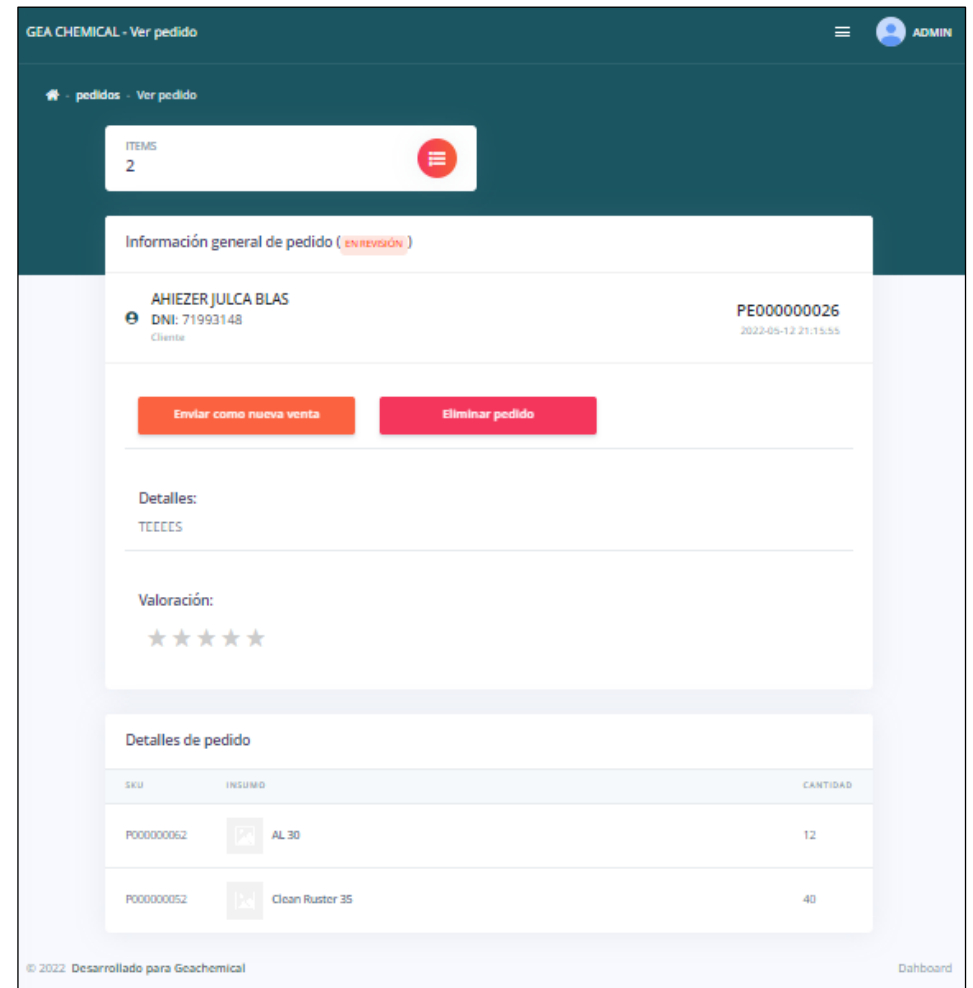 GEA CHEMICAL - Ver pedido
ADMIN
- pedidos - Ver pedido
ITEMS
2
Información general de pedido ( EN REVISIÓN )
AHIEZER JULCA BLAS
DNI: 71993148
Cliente
PE000000026
2022-05-12 21:15:55
Enviar como nueva venta
Eliminar pedido
Detalles:
TEEEES
Valoración:
Detalles de pedido
SKU INSUMO CANTIDAD
P000000062 AL 30 12
P000000052 Clean Ruster 35 40
© 2022 Desarrollado para Geachemical
Dahboard